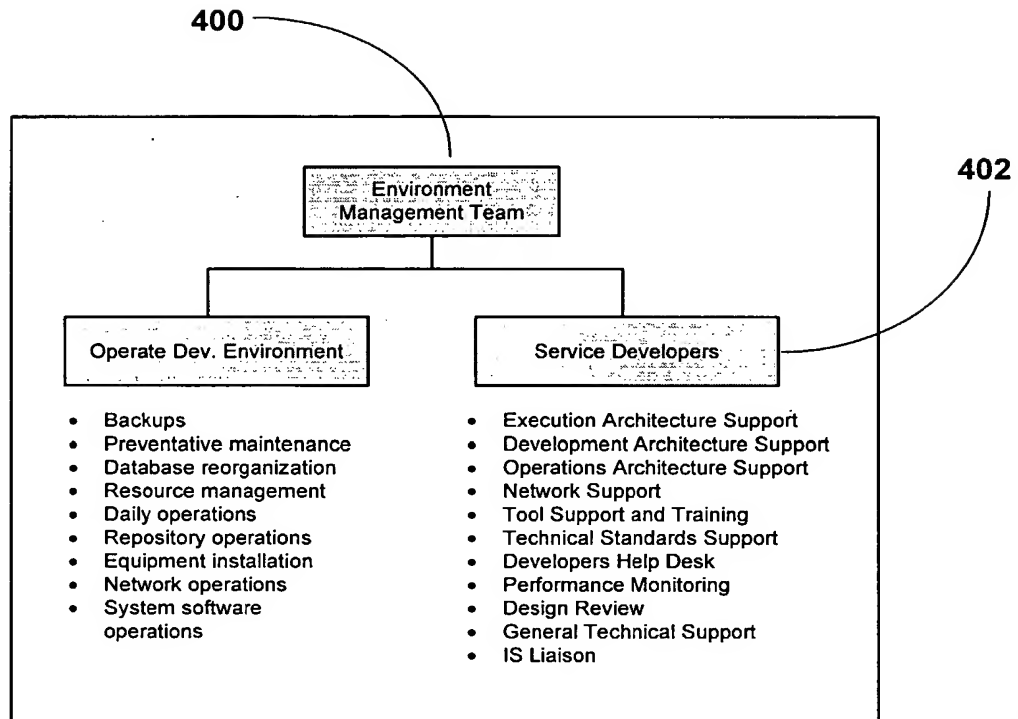 400
402
Environment
Management Team
Operate Dev. Environment
Service Developers
• Backups
• Preventative maintenance
• Database reorganization
• Resource management
• Daily operations
• Repository operations
• Equipment installation
• Network operations
• System software
operations
• Execution Architecture Support
• Development Architecture Support
• Operations Architecture Support
• Network Support
• Tool Support and Training
• Technical Standards Support
• Developers Help Desk
• Performance Monitoring
• Design Review
• General Technical Support
• IS Liaison